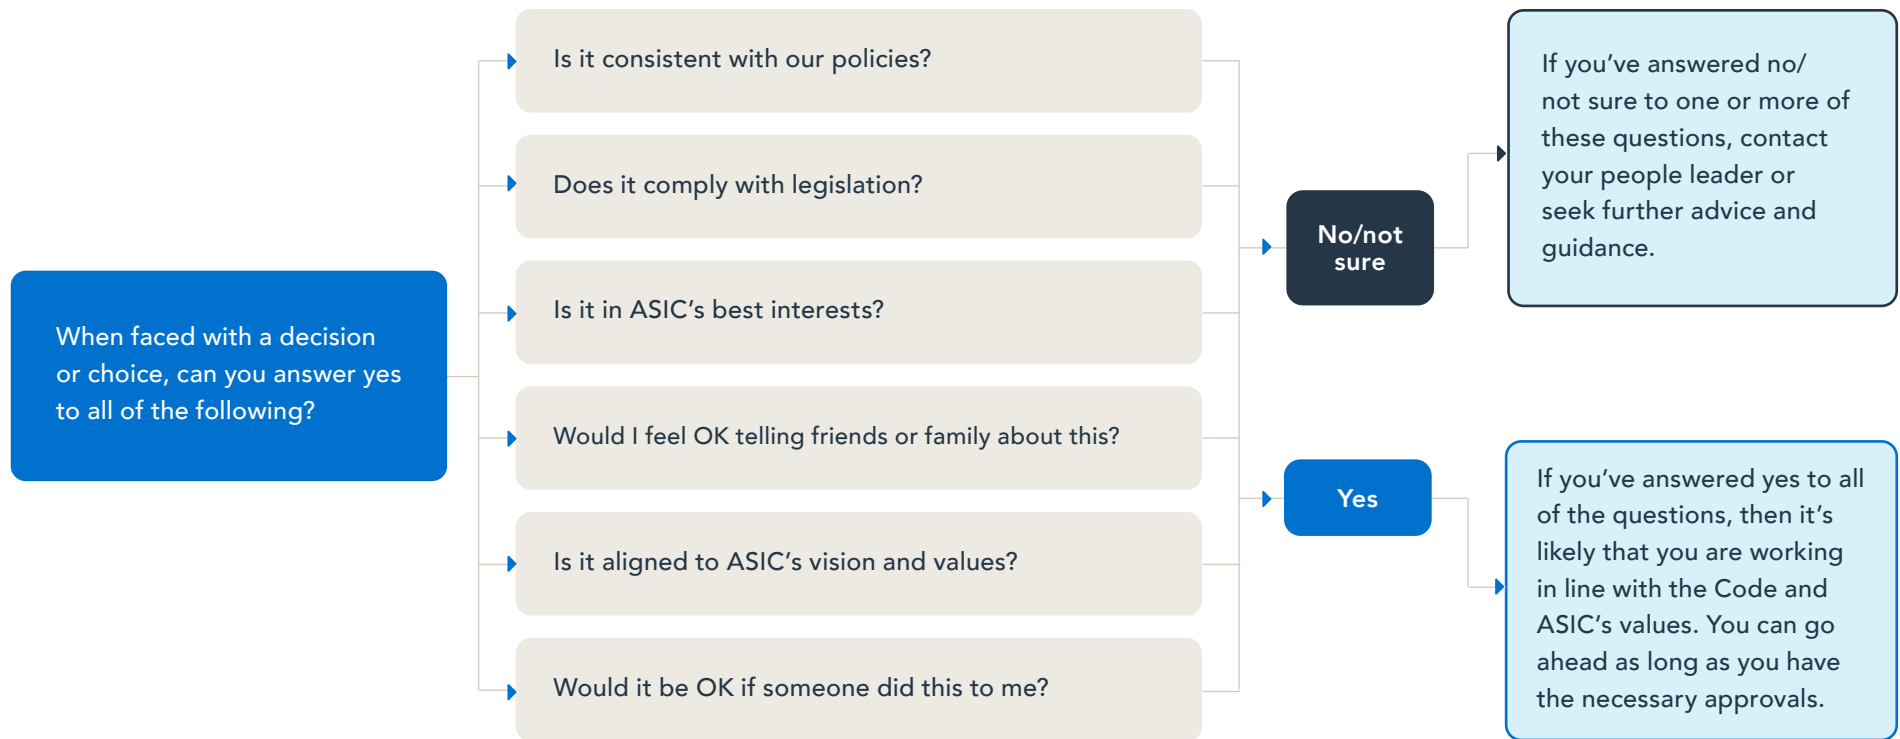 When faced with a decision
or choice, can you answer yes
to all of the following?
Is it consistent with our policies?
Does it comply with legislation?
Is it in ASIC’s best interests?
Would I feel OK telling friends or family about this?
Is it aligned to ASIC’s vision and values?
Would it be OK if someone did this to me?
No/not
sure
If you’ve answered no/
not sure to one or more of
these questions, contact
your people leader or
seek further advice and
guidance.
Yes
If you’ve answered yes to all
of the questions, then it’s
likely that you are working
in line with the Code and
ASIC’s values. You can go
ahead as long as you have
the necessary approvals.